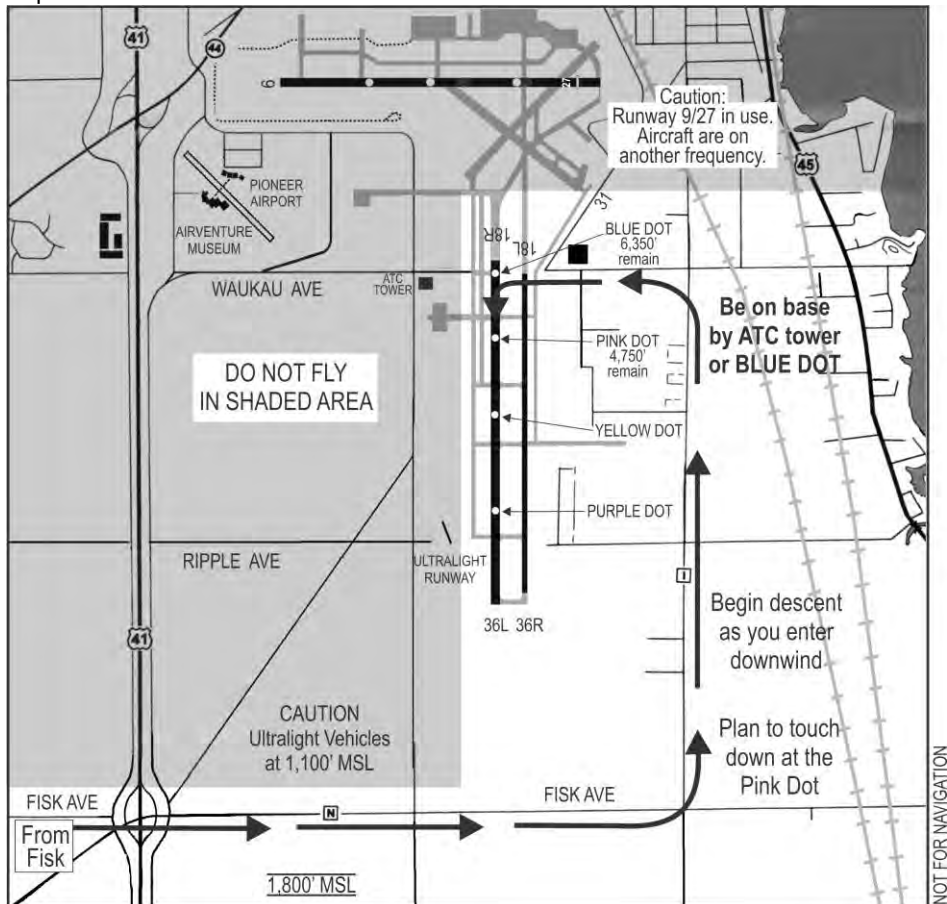 41
44
9
27
Caution:
Runway 9/27 in use.
Aircraft are on
another frequency.
45
PIONEER
AIRPORT
AIRVENTURE
MUSEUM
31
18R
18L
BLUE DOT
6,350'
remain
ATC
TOWER
WAUKAU AVE
Be on base
by ATC tower
or BLUE DOT
PINK DOT
4,750'
remain
DO NOT FLY
IN SHADED AREA
YELLOW DOT
PURPLE DOT
RIPPLE AVE
ULTRALIGHT
RUNWAY
I
36L 36R
Begin descent
as you enter
downwind
41
CAUTION
Ultralight Vehicles
at 1,100' MSL
Plan to touch
down at the
Pink Dot
FISK AVE
FISK AVE
N
From
Fisk
1,800' MSL
NOT FOR NAVIGATION